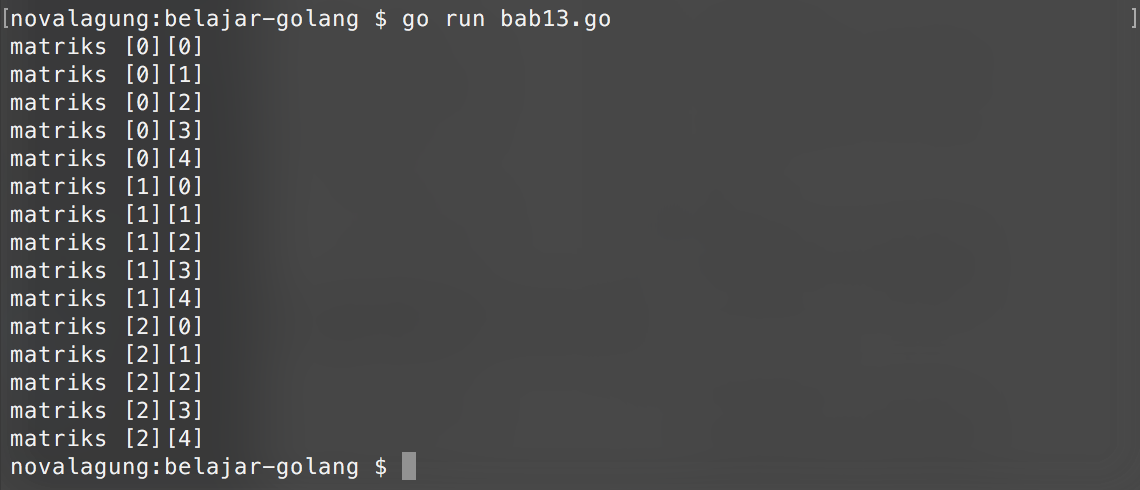 [novalagung:belajar-golang $ go run bab13.go ]
matriks [0][0]
matriks [0][1]
matriks [0][2]
matriks [0][3]
matriks [0][4]
matriks [1][0]
matriks [1][1]
matriks [1][2]
matriks [1][3]
matriks [1][4]
matriks [2][0]
matriks [2][1]
matriks [2][2]
matriks [2][3]
matriks [2][4]
novalagung:belajar-golang $